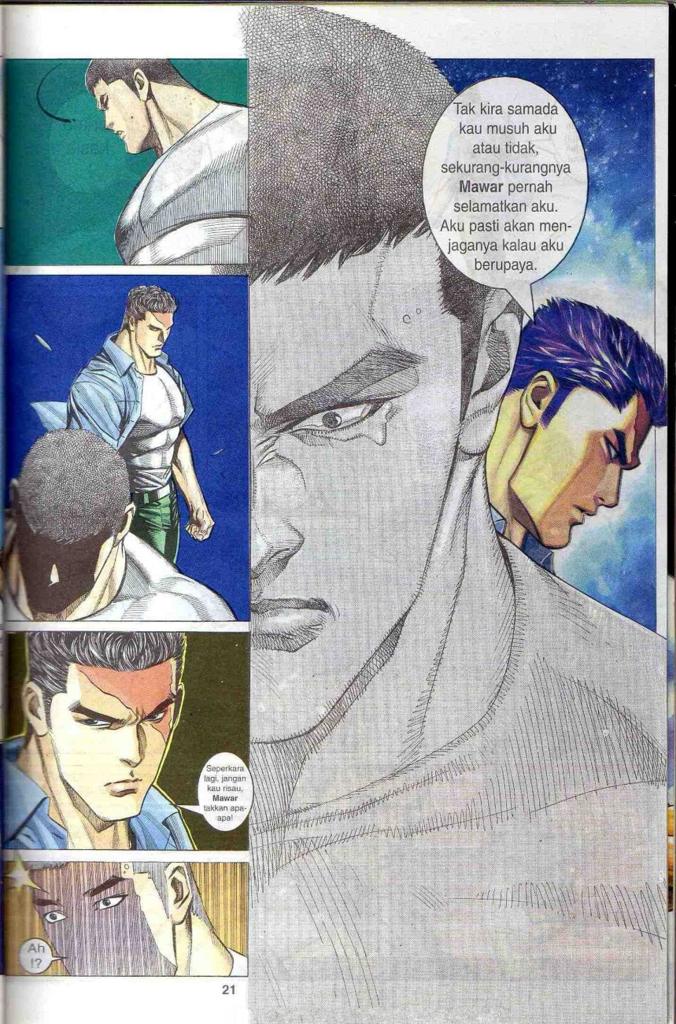 Tak kira samada
kau musuh aku
atau tidak,
sekurang-kurangnya
Mawar pernah
selamatkan aku.
Aku pasti akan men-
jaganya kalau aku
berupaya.
Seperkara
lagi, jangan
kau risau,
Mawar
takkan apa-
apa!
Ah
!?
21